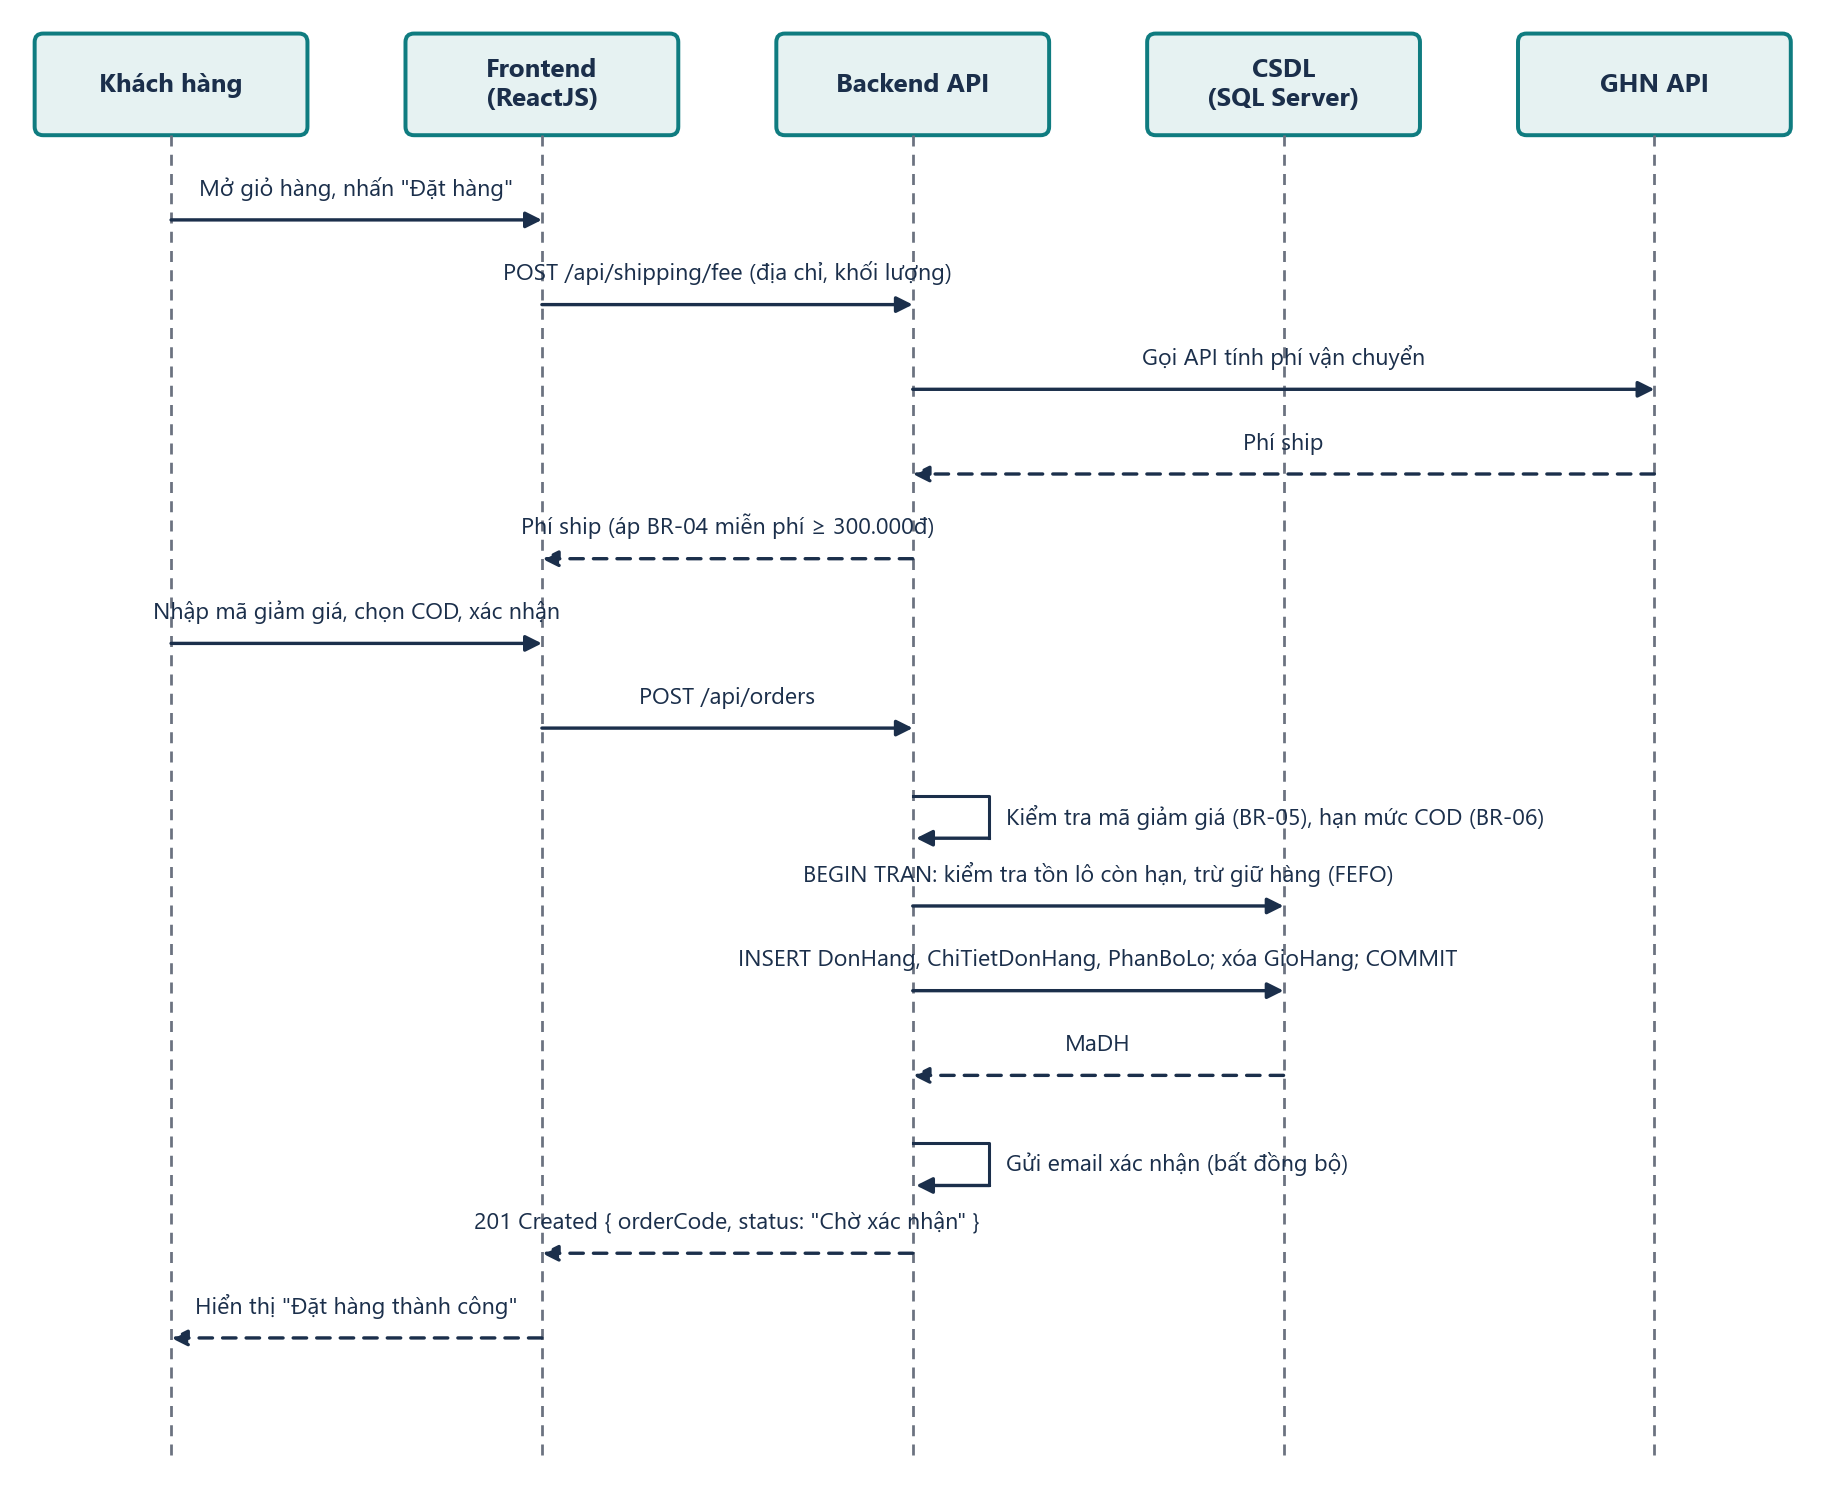 Khách hàng
Frontend
(ReactJS)
Backend API
CSDL
(SQL Server)
GHN API
Mở giỏ hàng, nhấn "Đặt hàng"
POST /api/shipping/fee (địa chỉ, khối lượng)
Gọi API tính phí vận chuyển
Phí ship
Phí ship (áp BR-04 miễn phí ≥ 300.000đ)
Nhập mã giảm giá, chọn COD, xác nhận
POST /api/orders
Kiểm tra mã giảm giá (BR-05), hạn mức COD (BR-06)
BEGIN TRAN: kiểm tra tồn lô còn hạn, trừ giữ hàng (FEFO)
INSERT DonHang, ChiTietDonHang, PhanBoLo; xóa GioHang; COMMIT
MaDH
Gửi email xác nhận (bất đồng bộ)
201 Created { orderCode, status: "Chờ xác nhận" }
Hiển thị "Đặt hàng thành công"